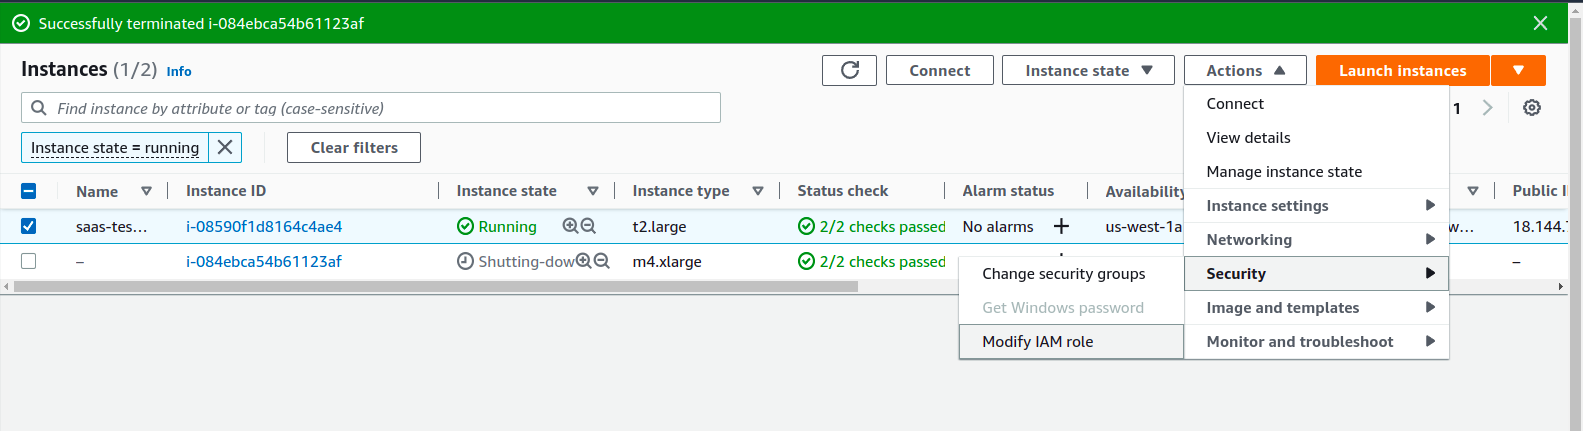 Successfully terminated i-084ebca54b61123af
Instances (1/2) Info
Connect
Instance state
Actions
Launch instances
Find instance by attribute or tag (case-sensitive)
1
Instance state = running
Clear filters
Connect
View details
Manage instance state
Instance settings
Networking
Security
Image and templates
Monitor and troubleshoot
Change security groups
Get Windows password
Modify IAM role
Name Instance ID Instance state Instance type Status check Alarm status Availability Public I
saas-tes... i-08590f1d8164c4ae4 Running t2.large 2/2 checks passed No alarms + us-west-1a w... 18.144.
– i-084ebca54b61123af Shutting-dow m4.xlarge 2/2 checks passed –